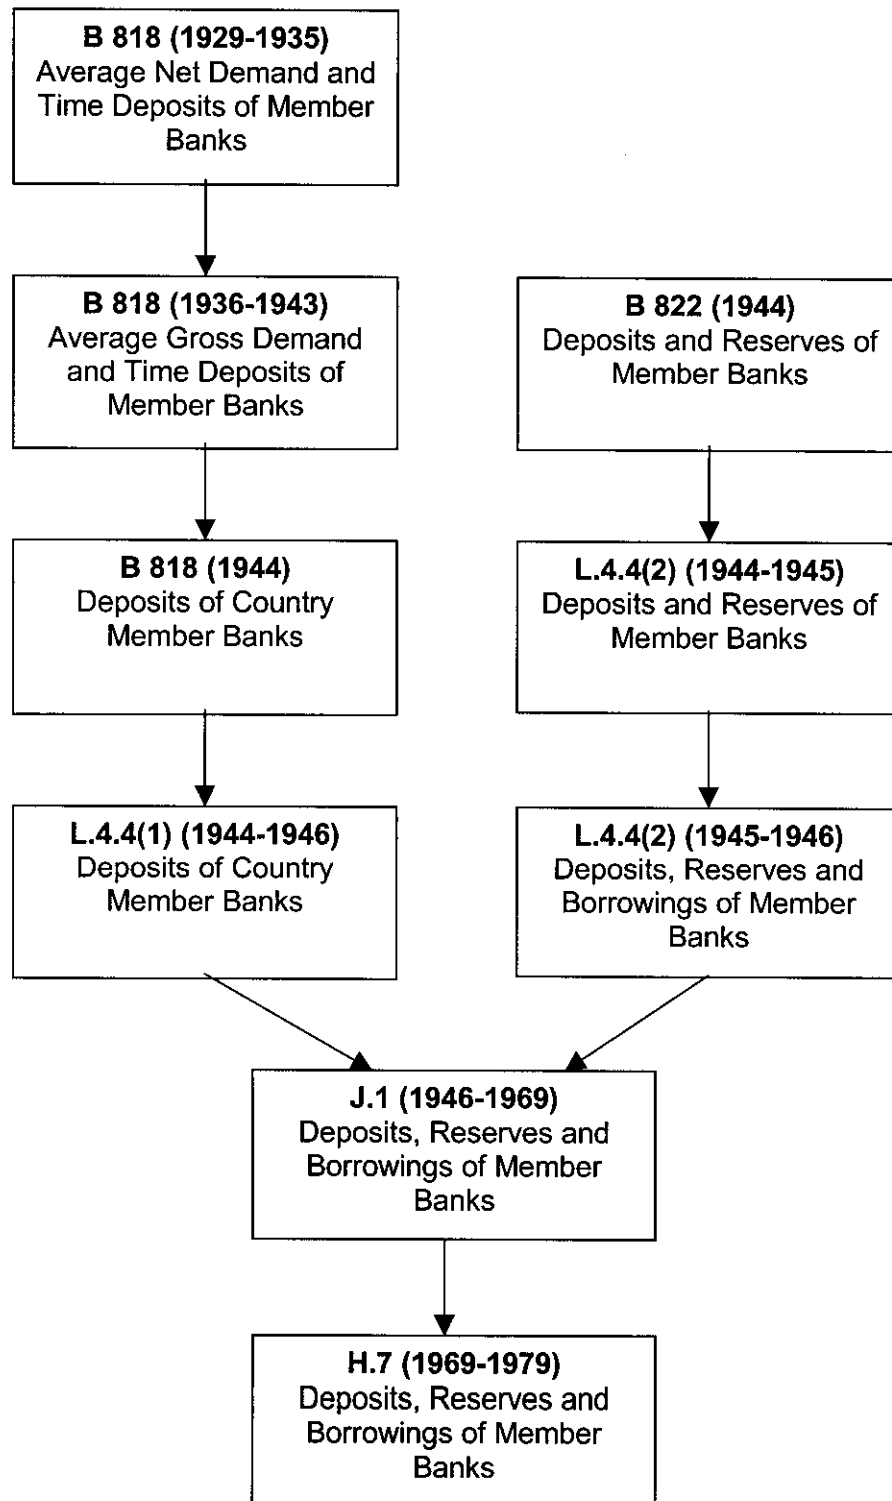 B 818 (1929-1935)
Average Net Demand and
Time Deposits of Member
Banks
B 818 (1936-1943)
Average Gross Demand
and Time Deposits of
Member Banks
B 822 (1944)
Deposits and Reserves of
Member Banks
B 818 (1944)
Deposits of Country
Member Banks
L.4.4(2) (1944-1945)
Deposits and Reserves of
Member Banks
L.4.4(1) (1944-1946)
Deposits of Country
Member Banks
L.4.4(2) (1945-1946)
Deposits, Reserves and
Borrowings of Member
Banks
J.1 (1946-1969)
Deposits, Reserves and
Borrowings of Member
Banks
H.7 (1969-1979)
Deposits, Reserves and
Borrowings of Member
Banks